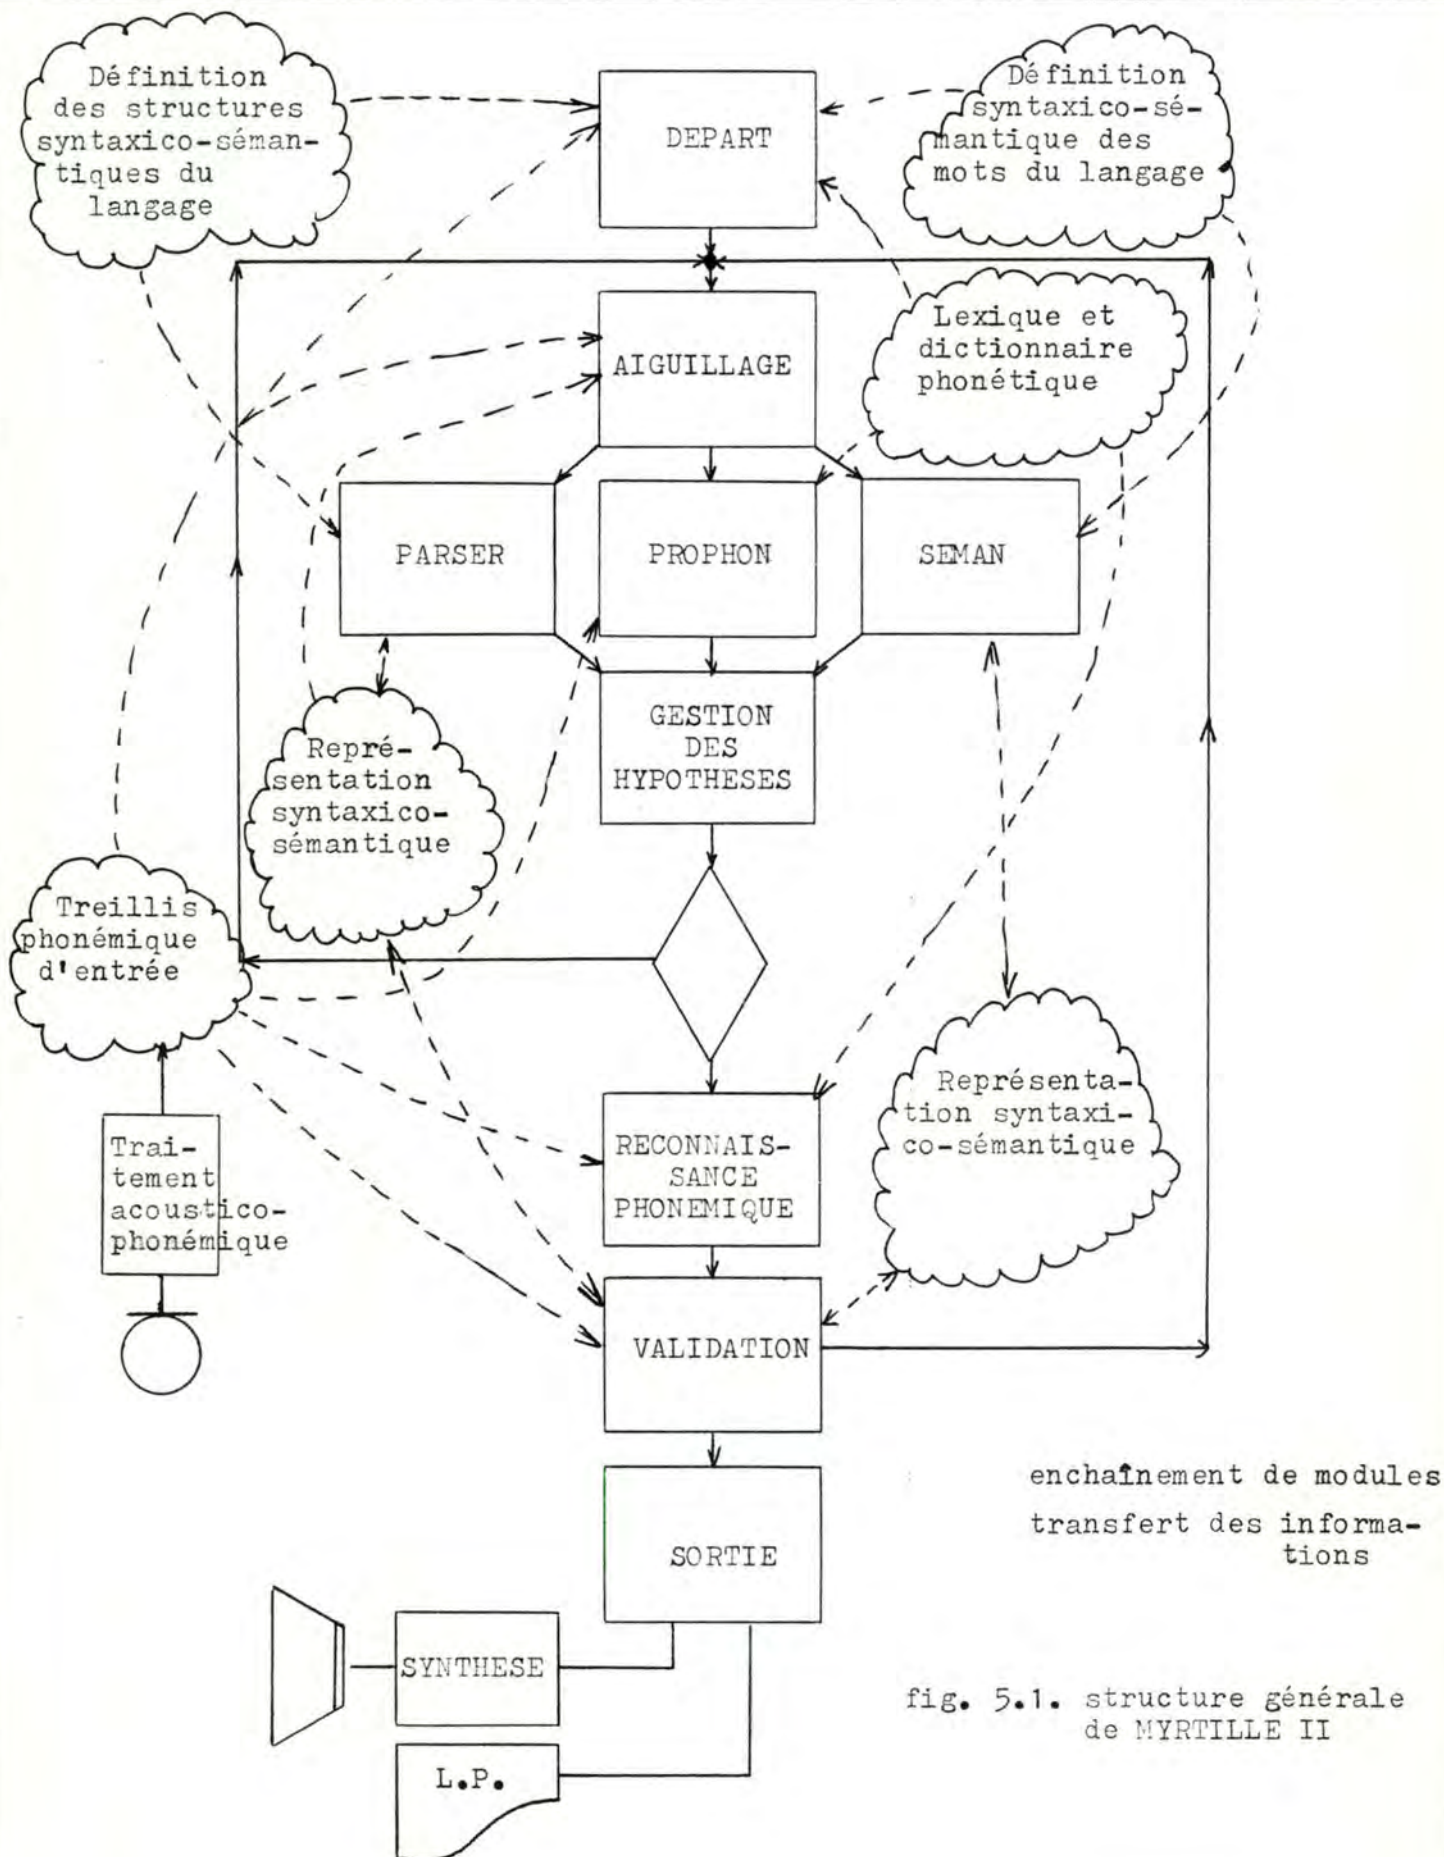 Définition
des structures
syntaxico-séman-
tiques du
langage
DEPART
Définition
syntaxico-sé-
mantique des
mots du langage
Lexique et
dictionnaire
phonétique
AIGUILLAGE
PARSER
PROPHON
SEMAN
GESTION
DES
HYPOTHESES
Repré-
sentation
syntaxico-
sémantique
Treillis
phonémique
d'entrée
Trai-
tement
acoustico-
phonémique
Représenta-
tion syntaxi-
co-sémantique
RECONNAIS-
SANCE
PHONEMIQUE
VALIDATION
SORTIE
enchaînement de modules
transfert des informa-
tions
SYNTHESE
L.P.
fig. 5.1. structure générale
de MYRTILLE II